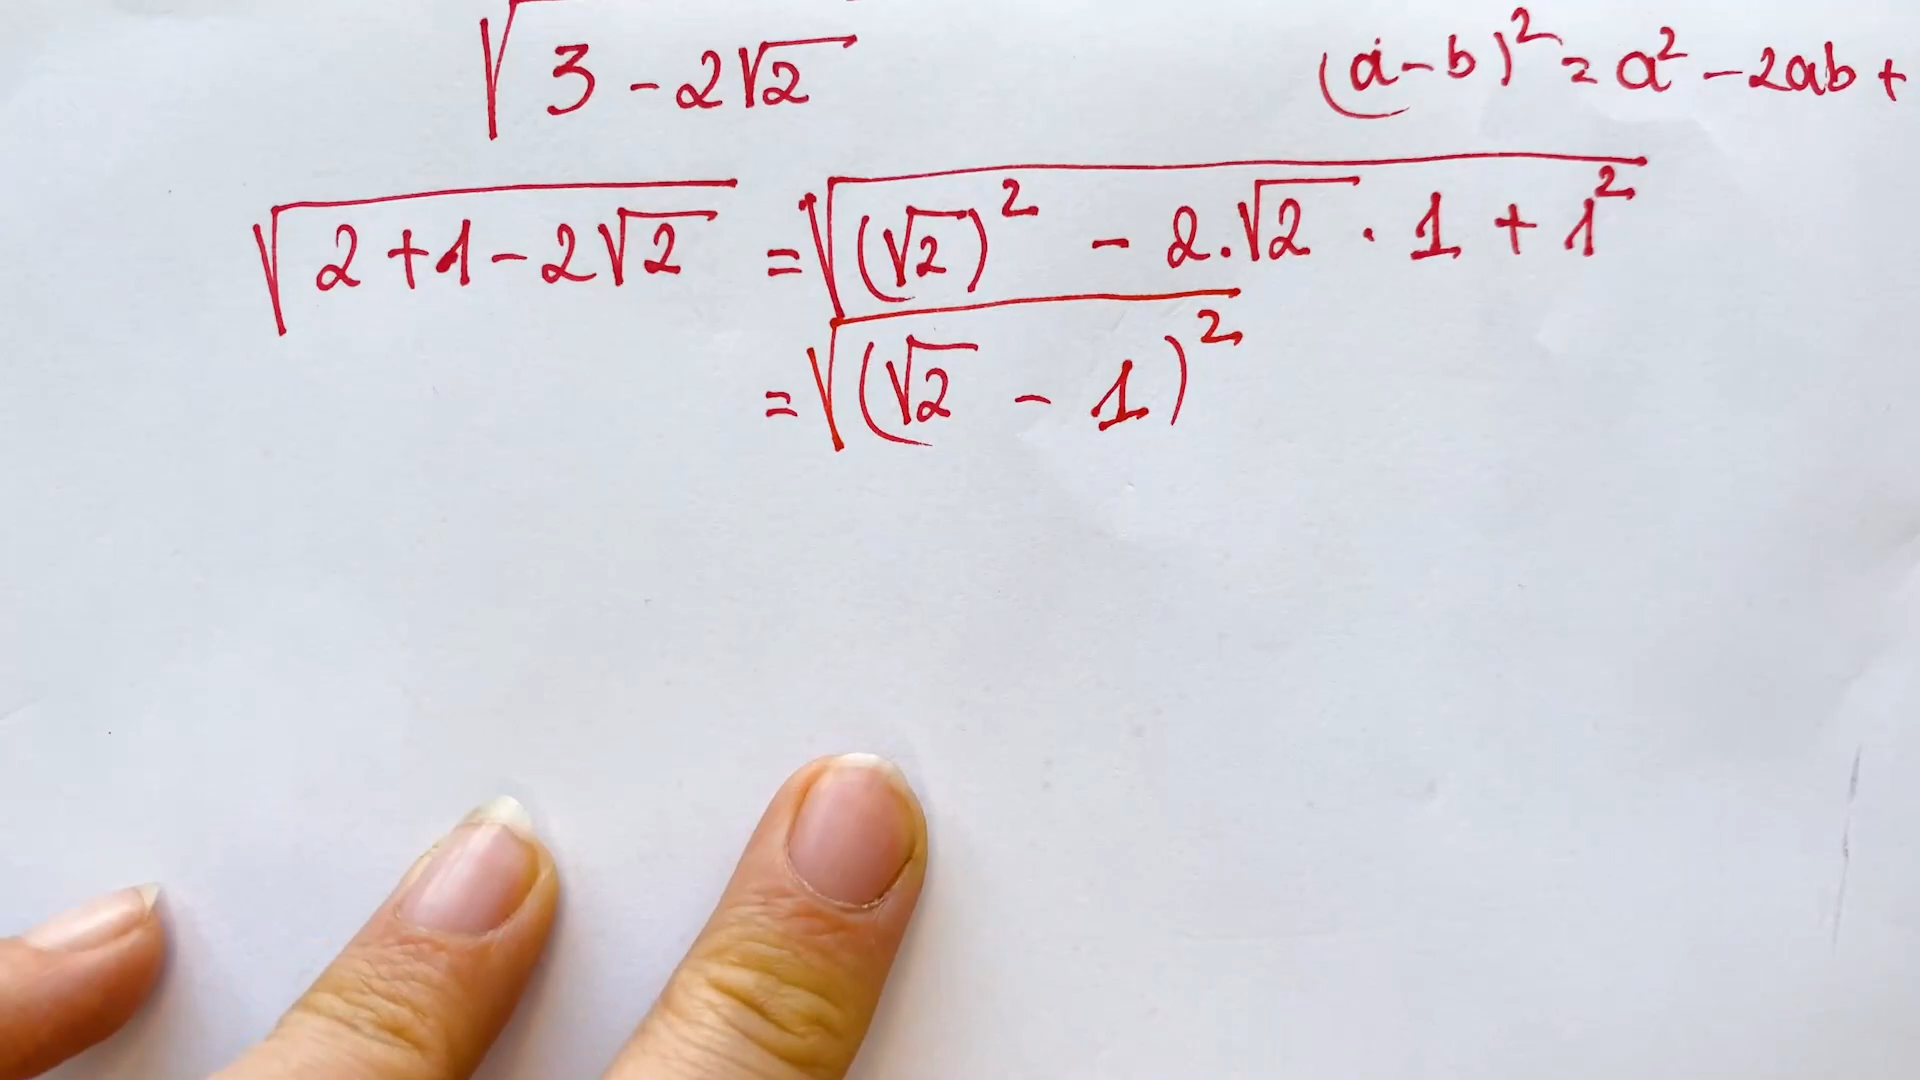 √(3 - 2√2)
(a-b)² = a² - 2ab +
√(2 + 1 - 2√2) = √((√2)² - 2.√2 . 1 + 1²)
= √((√2 - 1)²)